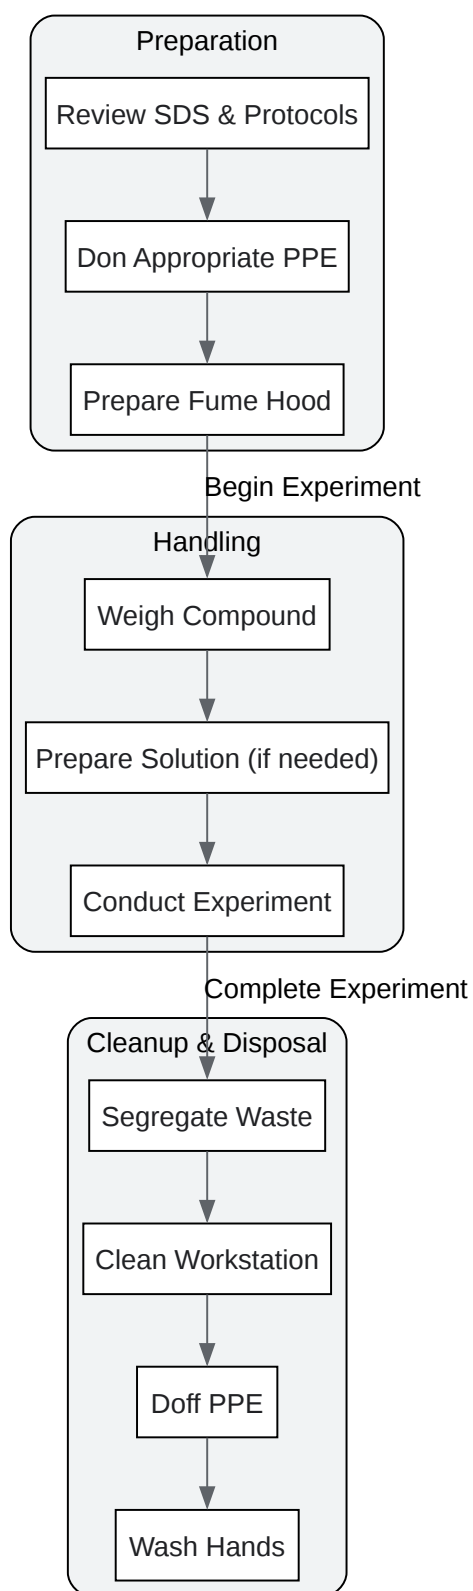 Preparation
Review SDS & Protocols
Don Appropriate PPE
Prepare Fume Hood
Begin Experiment
Handling
Weigh Compound
Prepare Solution (if needed)
Conduct Experiment
Complete Experiment
Cleanup & Disposal
Segregate Waste
Clean Workstation
Doff PPE
Wash Hands